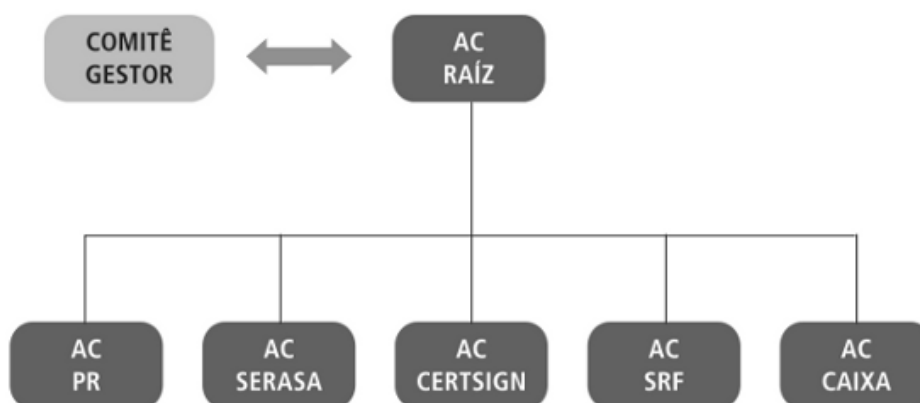 COMITÊ
GESTOR
AC
RAÍZ
AC
PR
AC
SERASA
AC
CERTSIGN
AC
SRF
AC
CAIXA